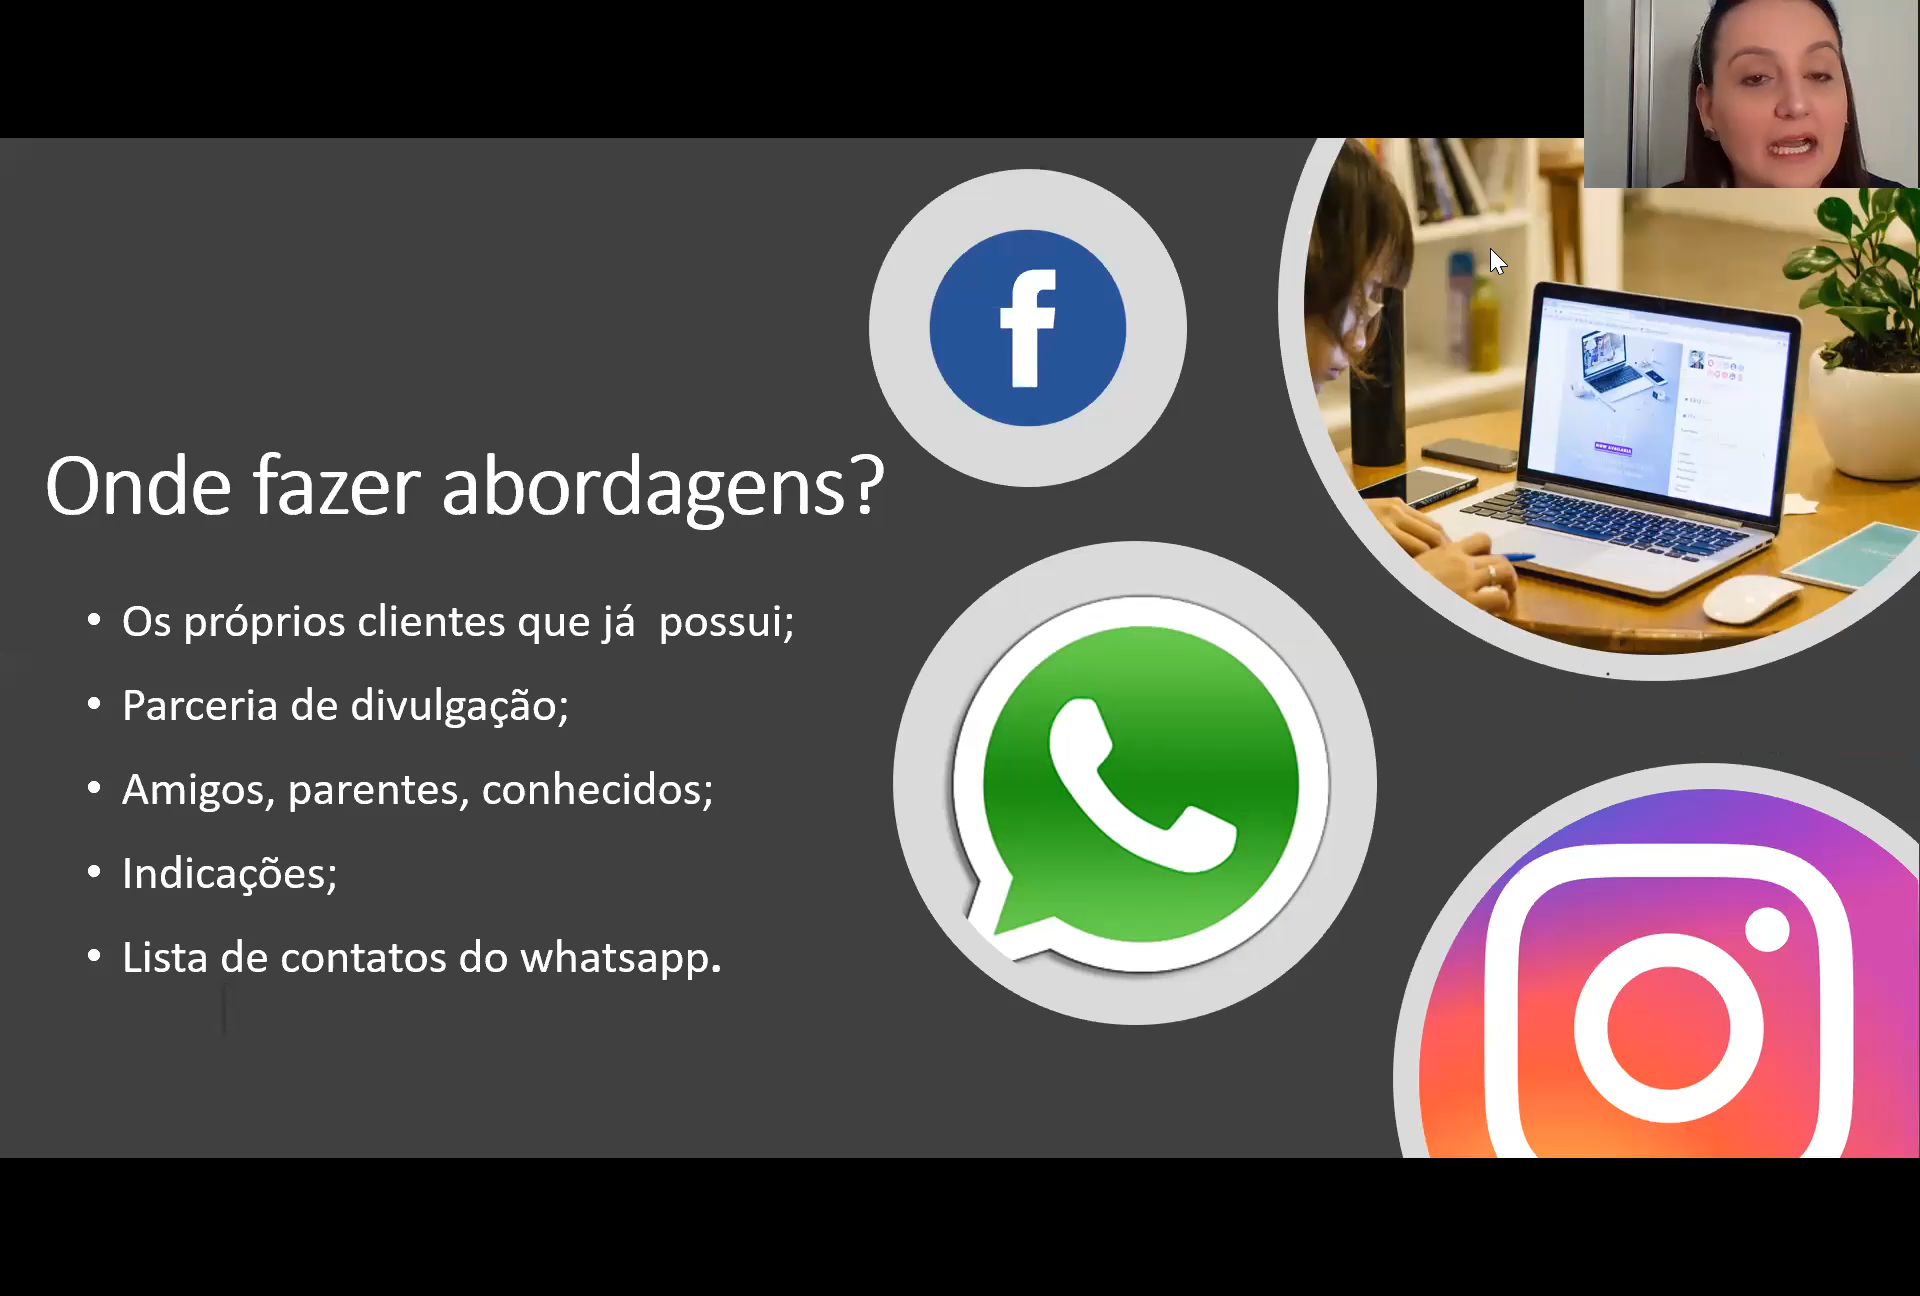 Onde fazer abordagens?
• Os próprios clientes que já  possui;
• Parceria de divulgação;
• Amigos, parentes, conhecidos;
• Indicações;
• Lista de contatos do whatsapp.